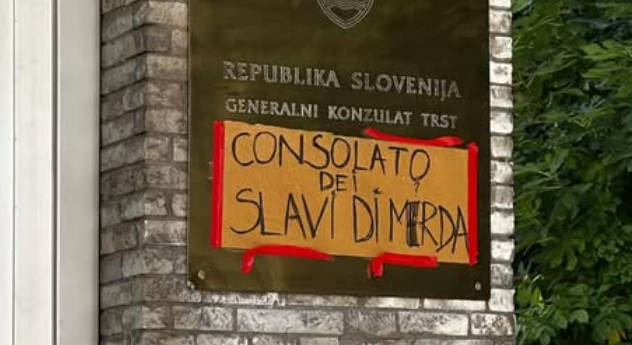 REPUBLIKA SLOVENIJA
GENERALNI KONZULAT TRST
CONSOLATO
DEI
SLAVI DI MERDA